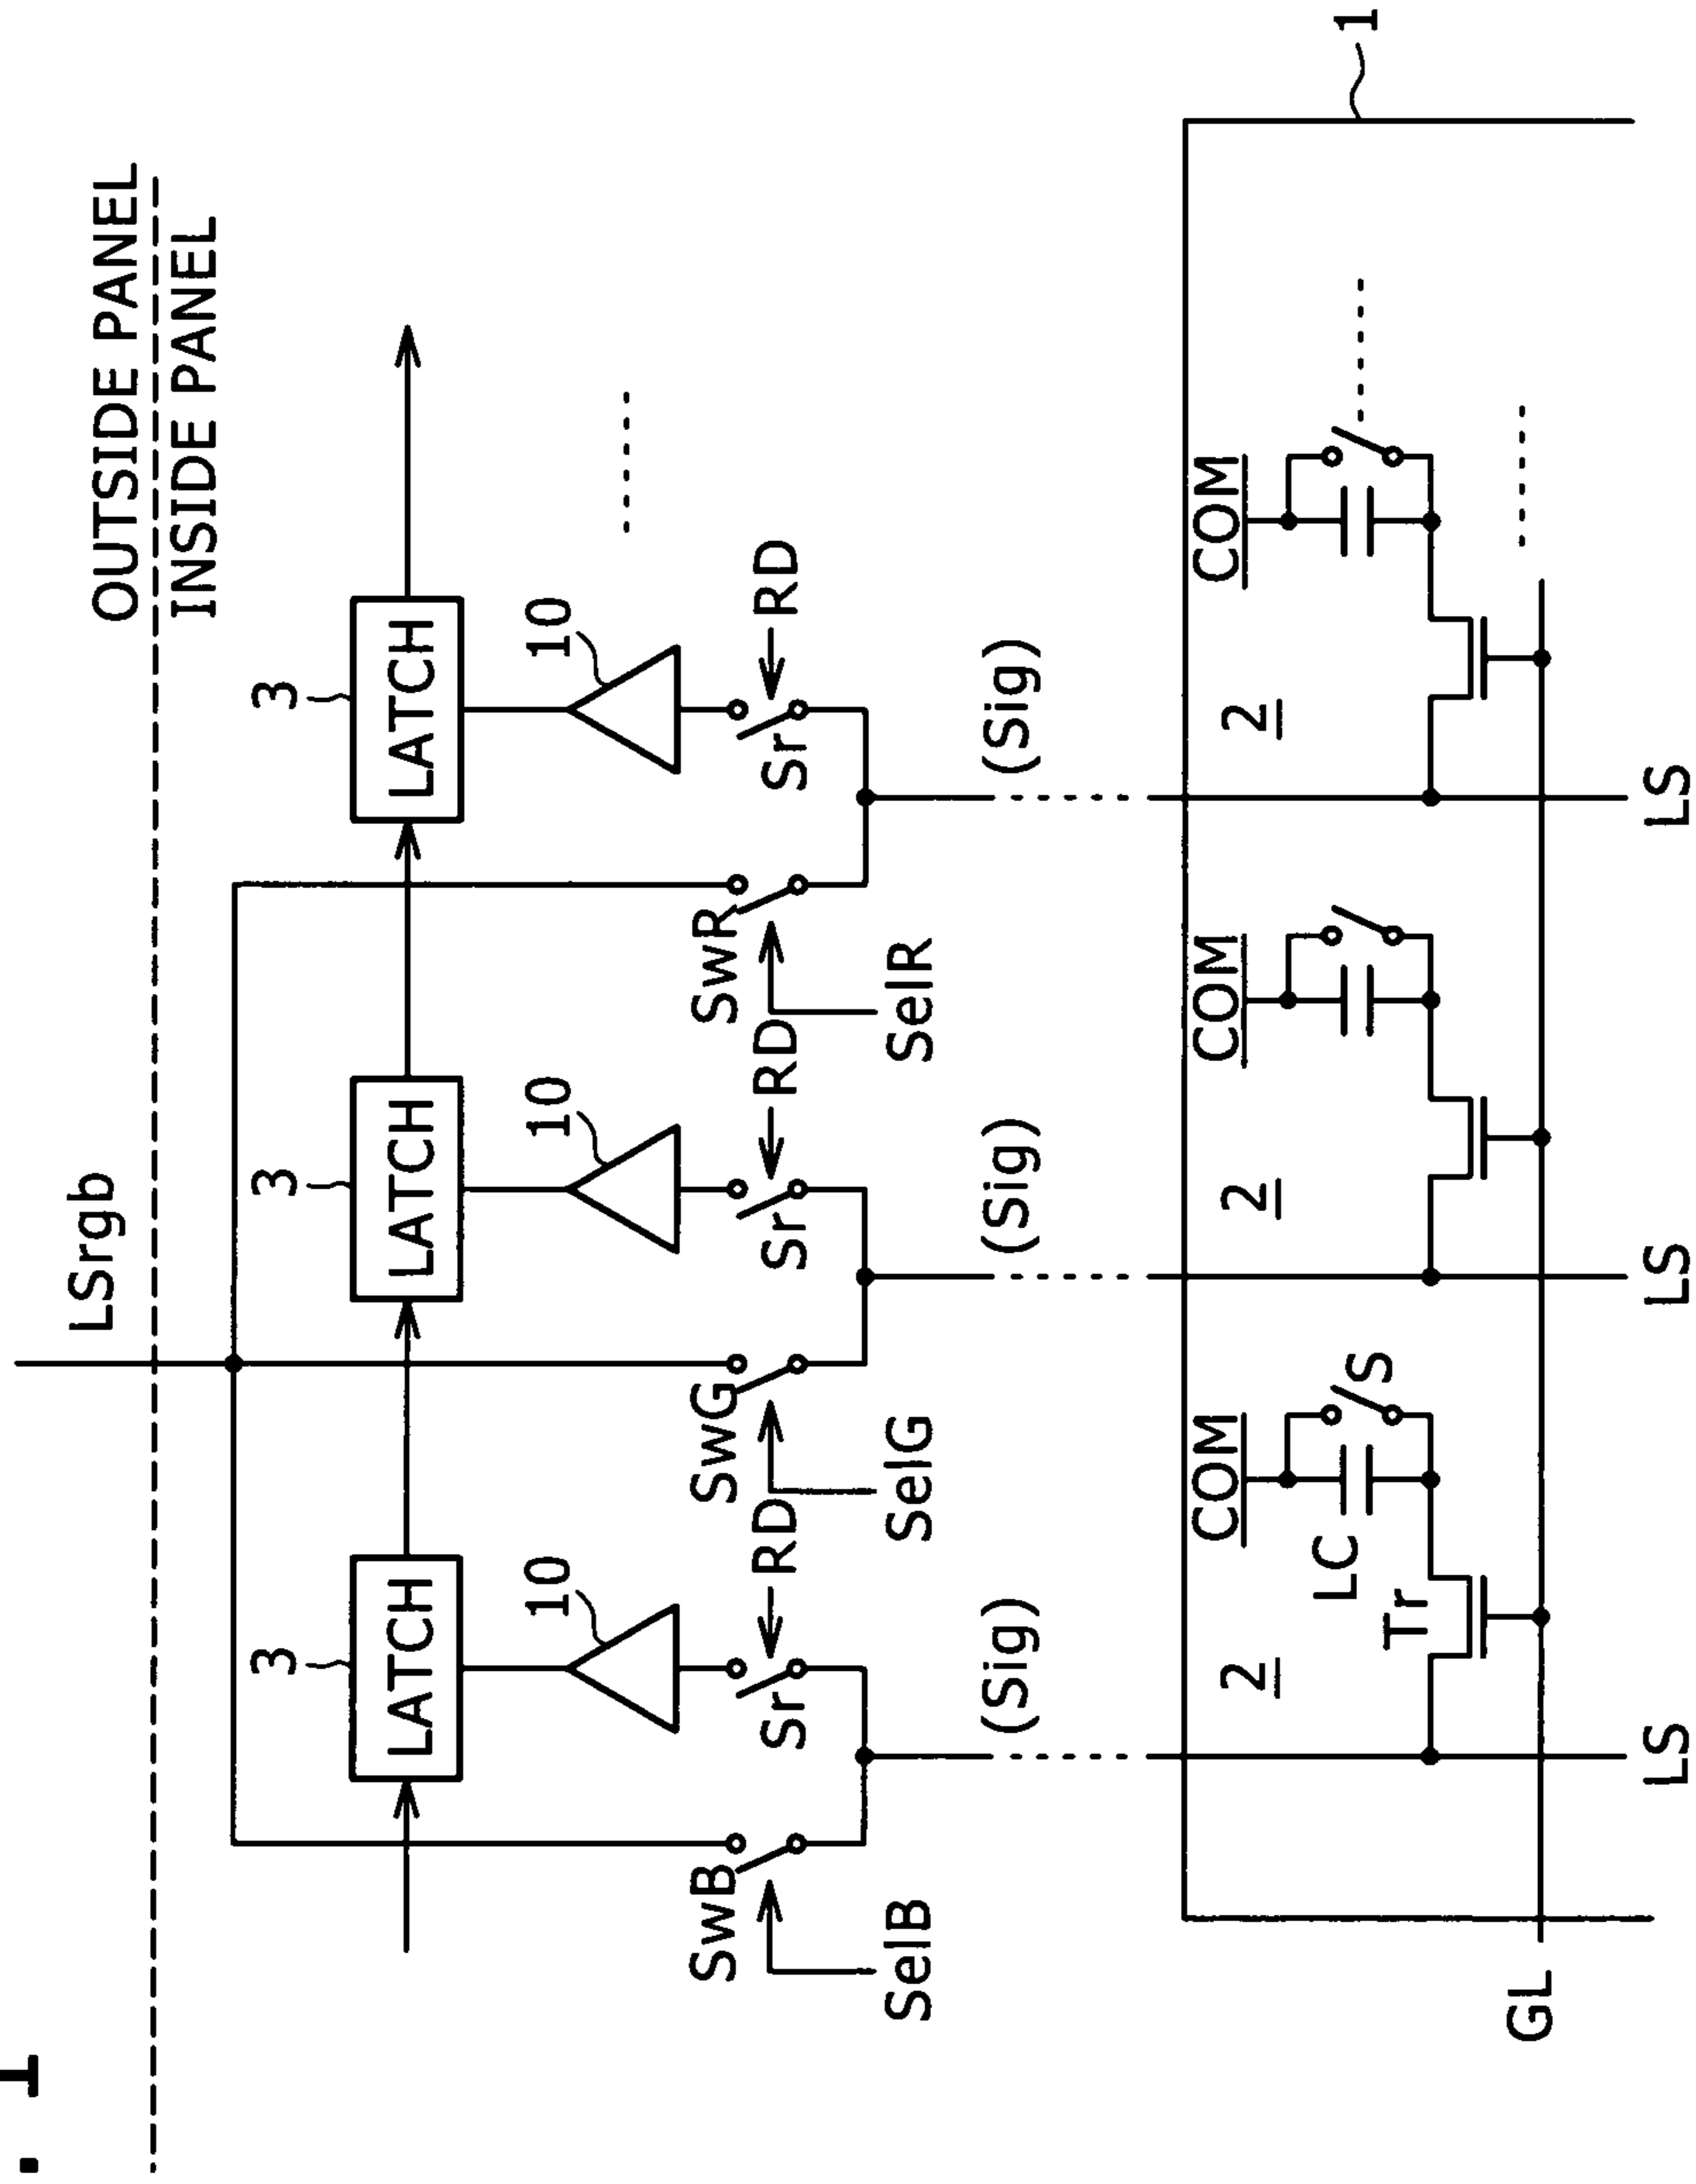 . 1
LSrgb
OUTSIDE PANEL
INSIDE PANEL
3
3
3
LATCH
LATCH
LATCH
10
10
10
SwB
Sr
RD
SwG
Sr
RD
SwR
Sr
RD
SelB
SelG
SelR
(Sig)
(Sig)
(Sig)
1
COM
COM
COM
2
LC
S
2
2
Tr
GL
LS
LS
LS